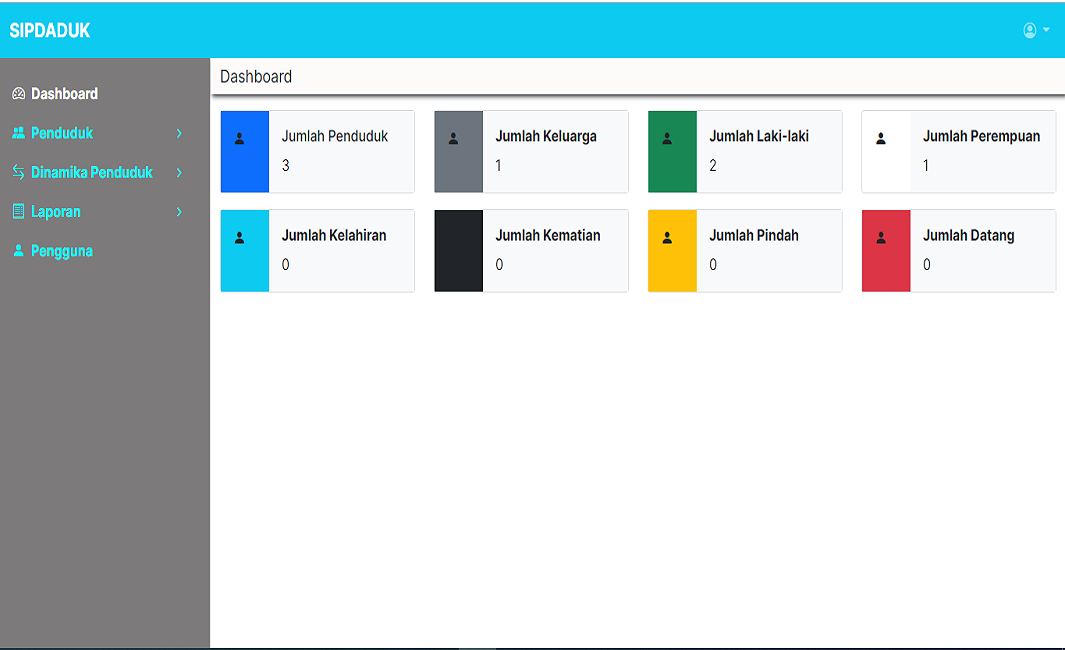 SIPDADUK
Dashboard
Penduduk
Dinamika Penduduk
Laporan
Pengguna
Dashboard
Jumlah Penduduk
3
Jumlah Keluarga
1
Jumlah Laki-laki
2
Jumlah Perempuan
1
Jumlah Kelahiran
0
Jumlah Kematian
0
Jumlah Pindah
0
Jumlah Datang
0